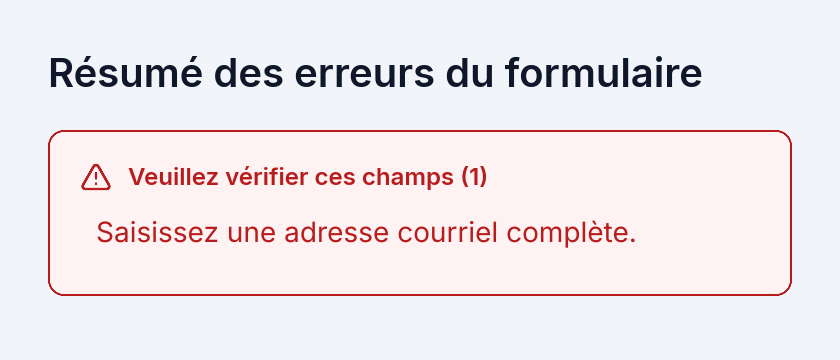 Résumé des erreurs du formulaire
Veuillez vérifier ces champs (1)
Saisissez une adresse courriel complète.